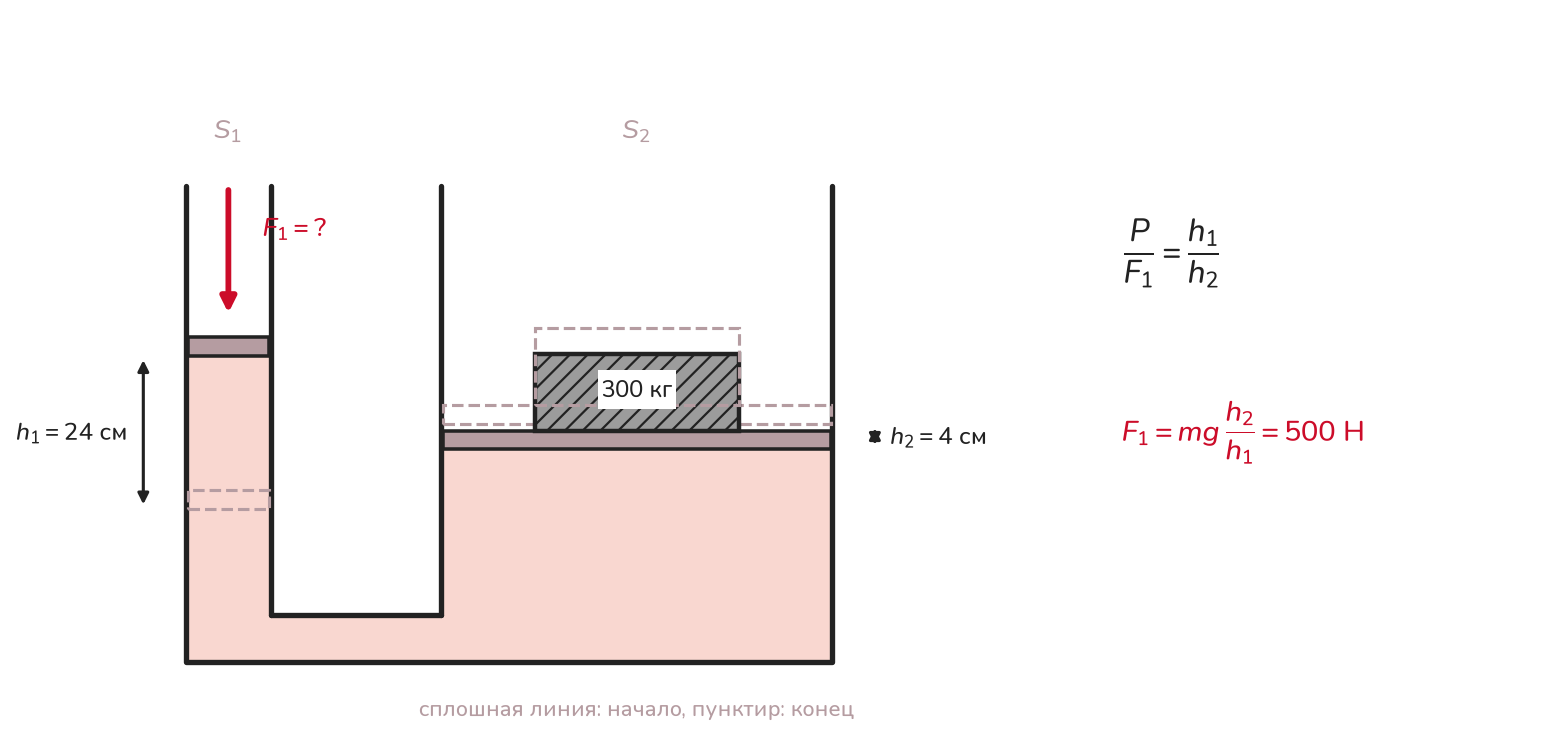 S₁
S₂
F₁ = ?
P/F₁ = h₁/h₂
300 кг
h₁ = 24 см
h₂ = 4 см
F₁ = mg h₂/h₁ = 500 Н
сплошная линия: начало, пунктир: конец